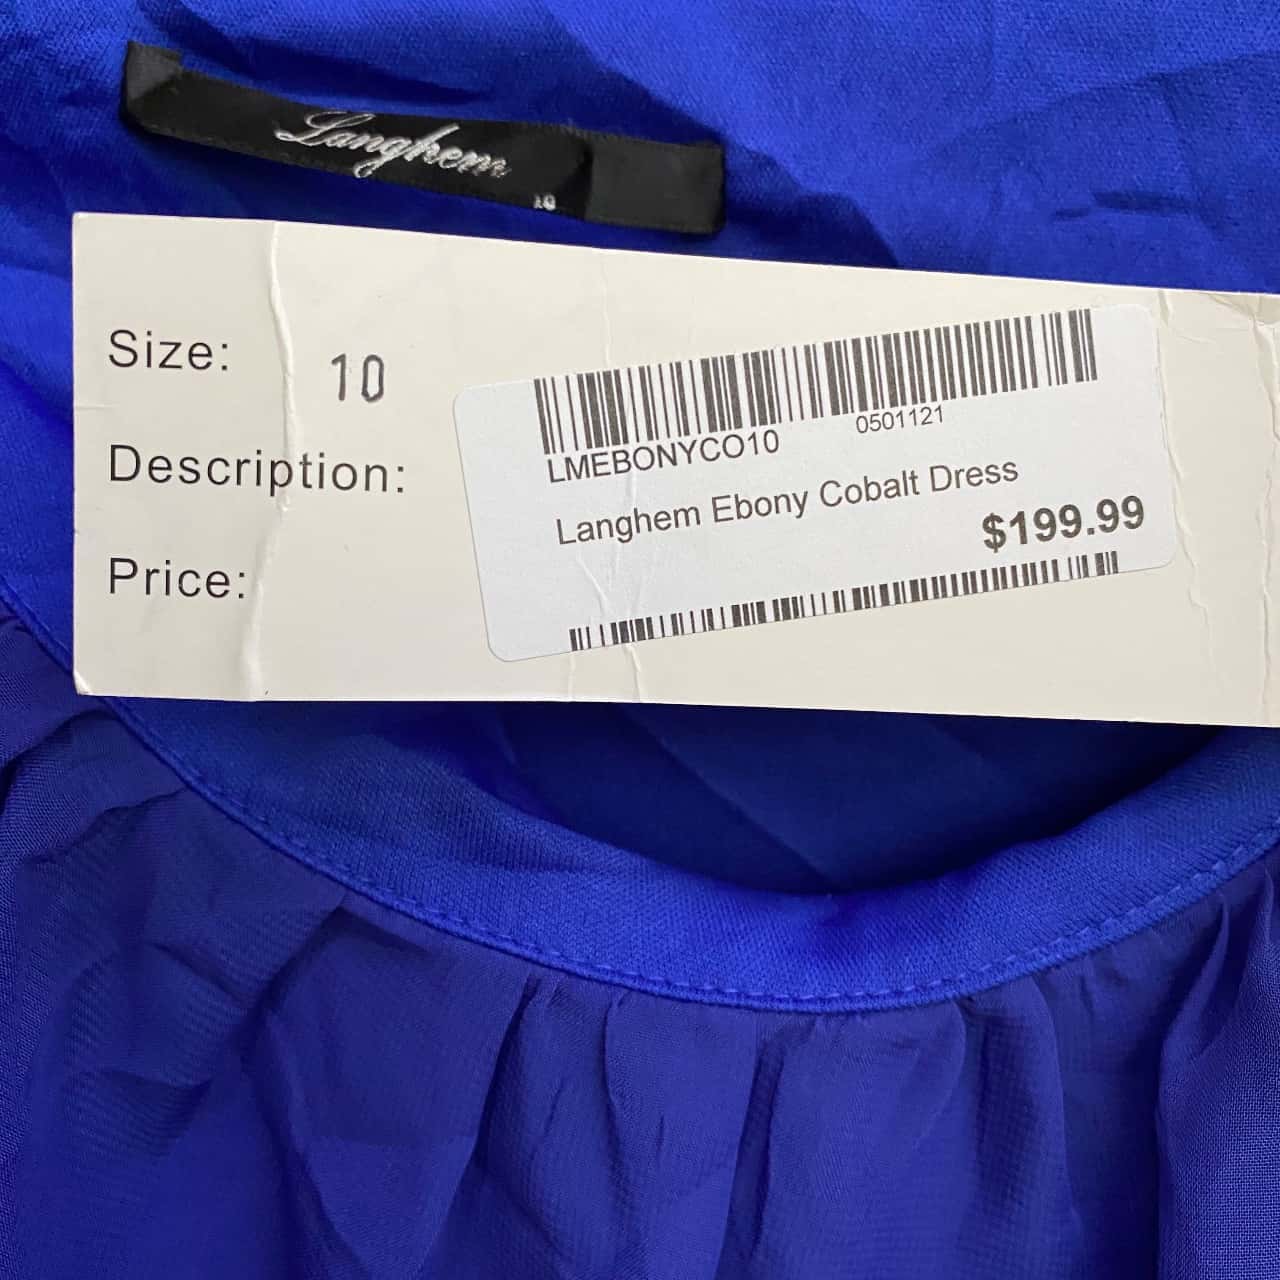 Langhem
10
Size: 10
Description:
Price:
LMEBONYCO10 0501121
Langhem Ebony Cobalt Dress
$199.99